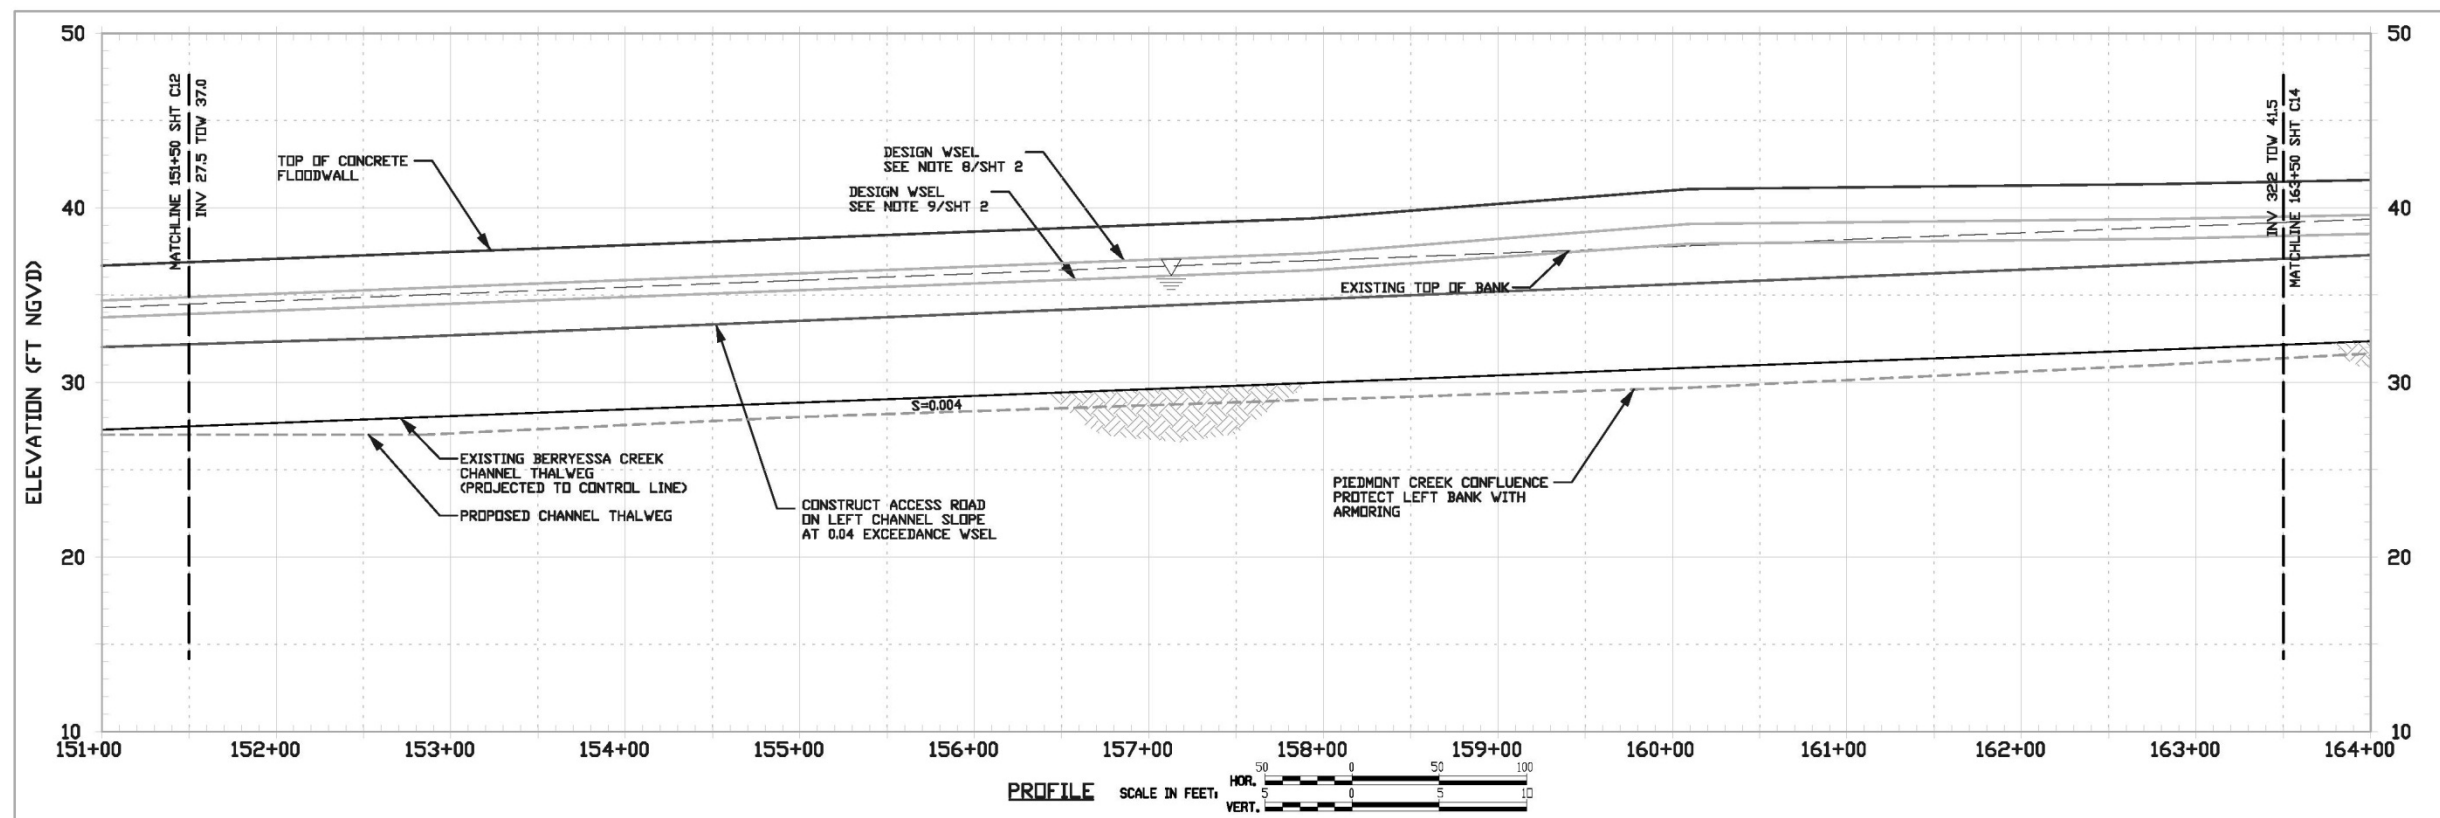 50
50
MATCHLINE 151+50 SHT C12
INV 27.5 TOW 37.0
TOP OF CONCRETE
FLOODWALL
DESIGN WSEL
SEE NOTE 8/SHT 2
DESIGN WSEL
SEE NOTE 9/SHT 2
INV 32.2 TOW 41.5
MATCHLINE 163+50 SHT C14
40
40
EXISTING TOP OF BANK
ELEVATION (FT NGVD)
30
30
S=0.004
EXISTING BERRYESSA CREEK
CHANNEL THALWEG
(PROJECTED TO CONTROL LINE)
PROPOSED CHANNEL THALWEG
CONSTRUCT ACCESS ROAD
ON LEFT CHANNEL SLOPE
AT 0.04 EXCEEDANCE WSEL
PIEDMONT CREEK CONFLUENCE
PROTECT LEFT BANK WITH
ARMORING
20
20
10
10
151+00 152+00 153+00 154+00 155+00 156+00 157+00 158+00 159+00 160+00 161+00 162+00 163+00 164+00
PROFILE
SCALE IN FEET:
HOR. 50 0 50 100
VERT. 5 0 5 10